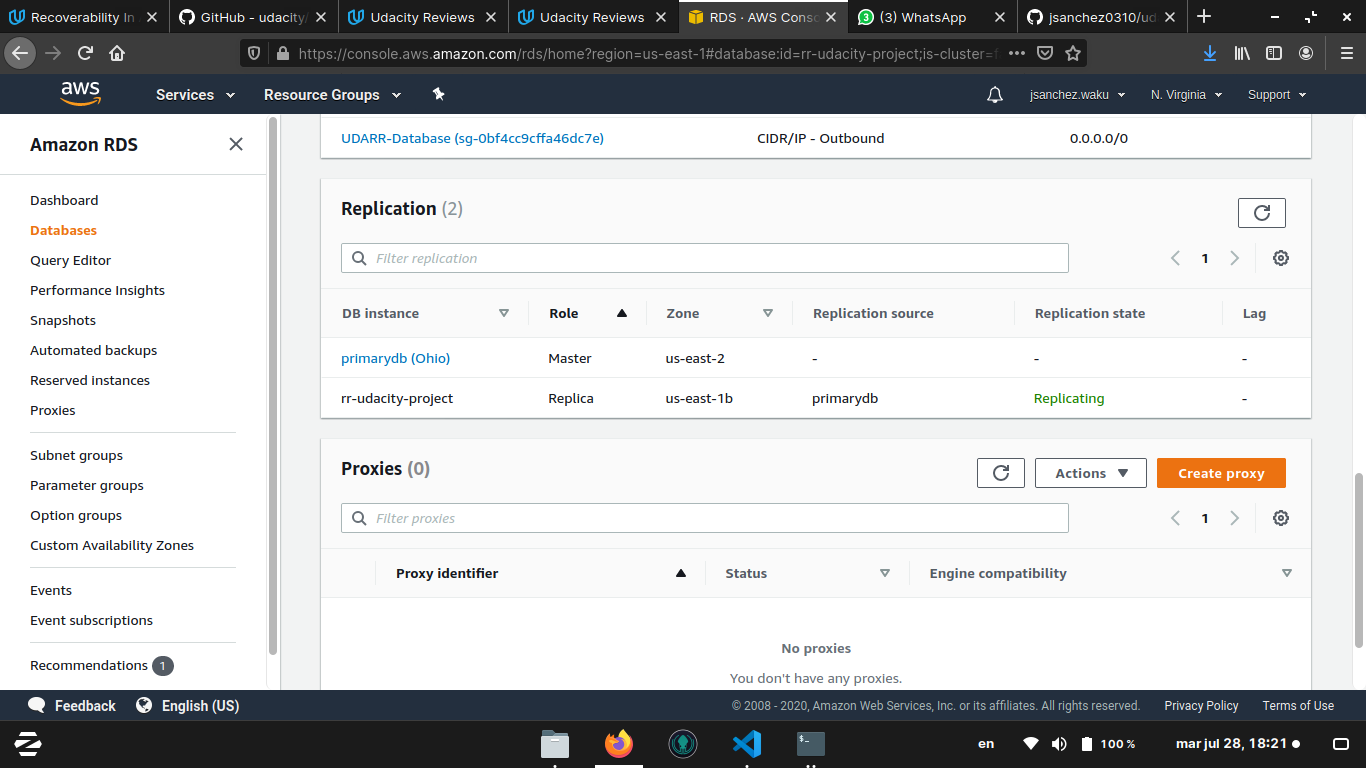 Recoverability In
GitHub - udacity/
Udacity Reviews
Udacity Reviews
RDS · AWS Conso
3
(3) WhatsApp
jsanchez0310/ud
https://console.aws.amazon.com/rds/home?region=us-east-1#database:id=rr-udacity-project;is-cluster=f
aws
Services
Resource Groups
jsanchez.waku
N. Virginia
Support
Amazon RDS
Dashboard
Databases
Query Editor
Performance Insights
Snapshots
Automated backups
Reserved instances
Proxies
Subnet groups
Parameter groups
Option groups
Custom Availability Zones
Events
Event subscriptions
Recommendations 1
UDARR-Database (sg-0bf4cc9cffa46dc7e) CIDR/IP - Outbound 0.0.0.0/0
Replication (2)
Filter replication
1
DB instance Role Zone Replication source Replication state Lag
primarydb (Ohio) Master us-east-2 - - -
rr-udacity-project Replica us-east-1b primarydb Replicating -
Proxies (0)
Actions
Create proxy
Filter proxies
1
Proxy identifier Status Engine compatibility
No proxies
You don't have any proxies.
Feedback
English (US)
© 2008 - 2020, Amazon Web Services, Inc. or its affiliates. All rights reserved.
Privacy Policy
Terms of Use
en
100 %
mar jul 28, 18:21